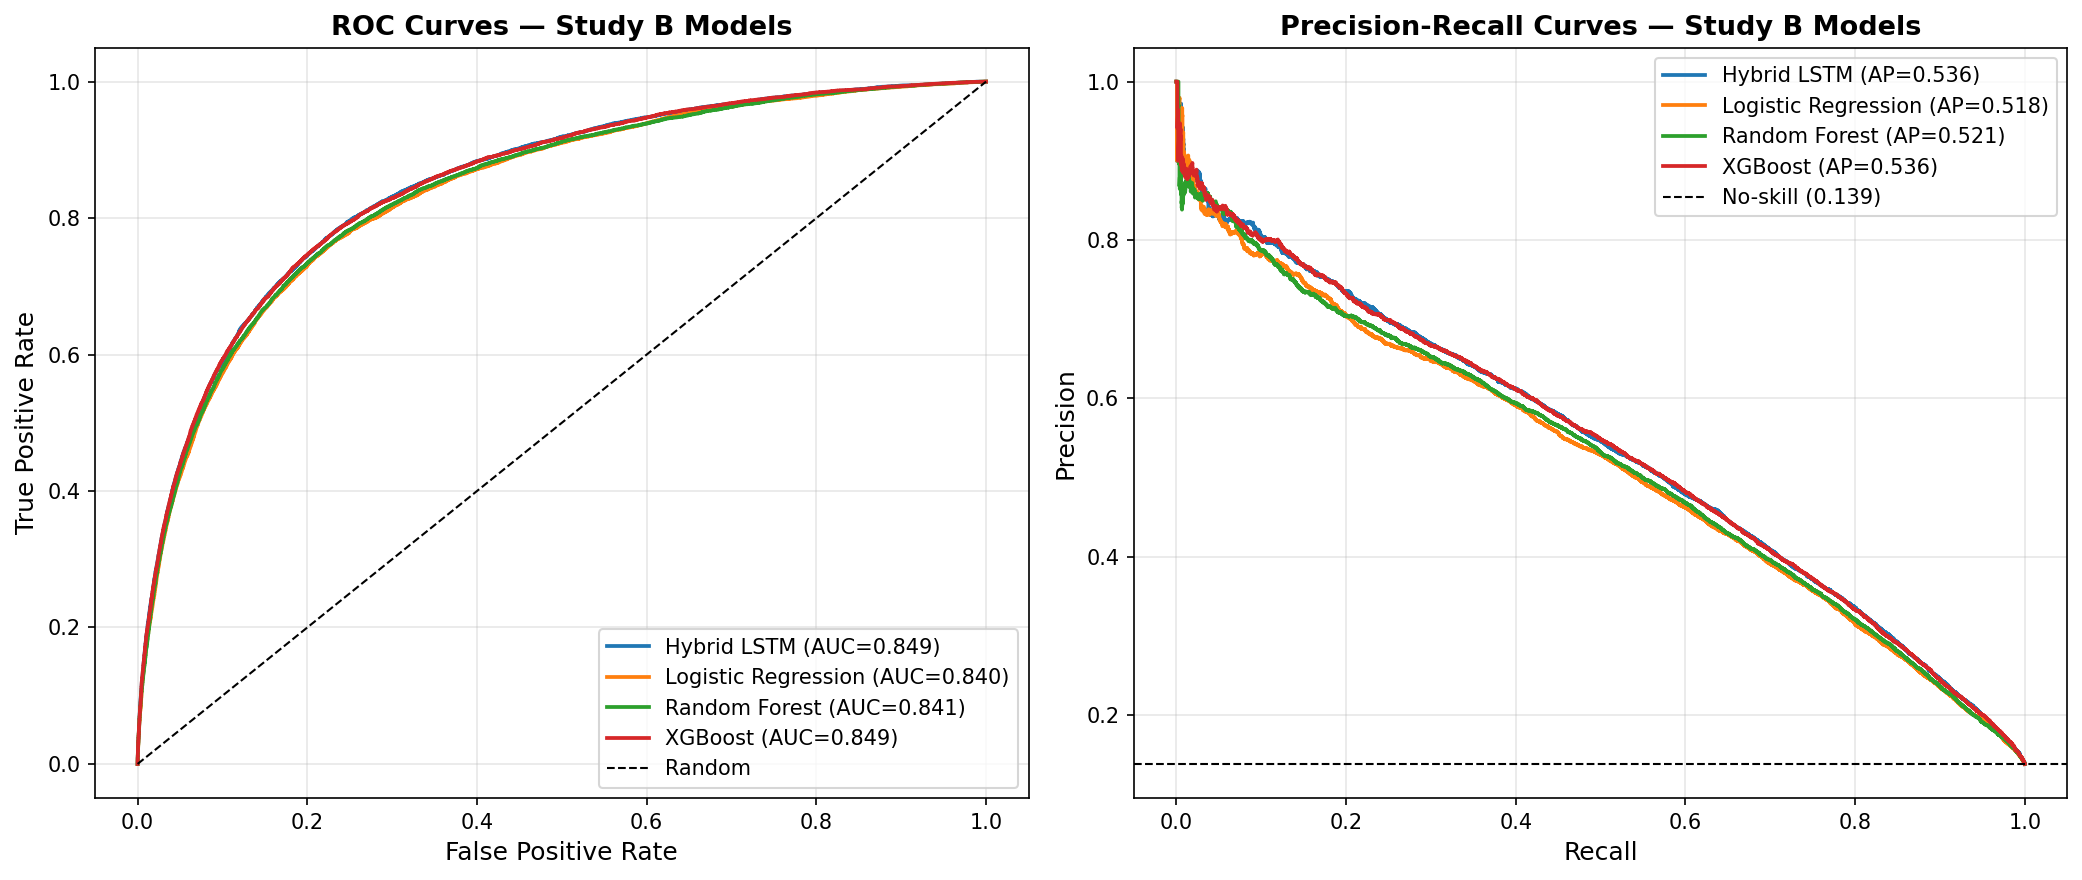 ROC Curves — Study B Models
True Positive Rate
1.0
0.8
0.6
0.4
0.2
0.0
Hybrid LSTM (AUC=0.849)
Logistic Regression (AUC=0.840)
Random Forest (AUC=0.841)
XGBoost (AUC=0.849)
Random
0.0 0.2 0.4 0.6 0.8 1.0
False Positive Rate
Precision-Recall Curves — Study B Models
Precision
1.0
0.8
0.6
0.4
0.2
Hybrid LSTM (AP=0.536)
Logistic Regression (AP=0.518)
Random Forest (AP=0.521)
XGBoost (AP=0.536)
No-skill (0.139)
0.0 0.2 0.4 0.6 0.8 1.0
Recall